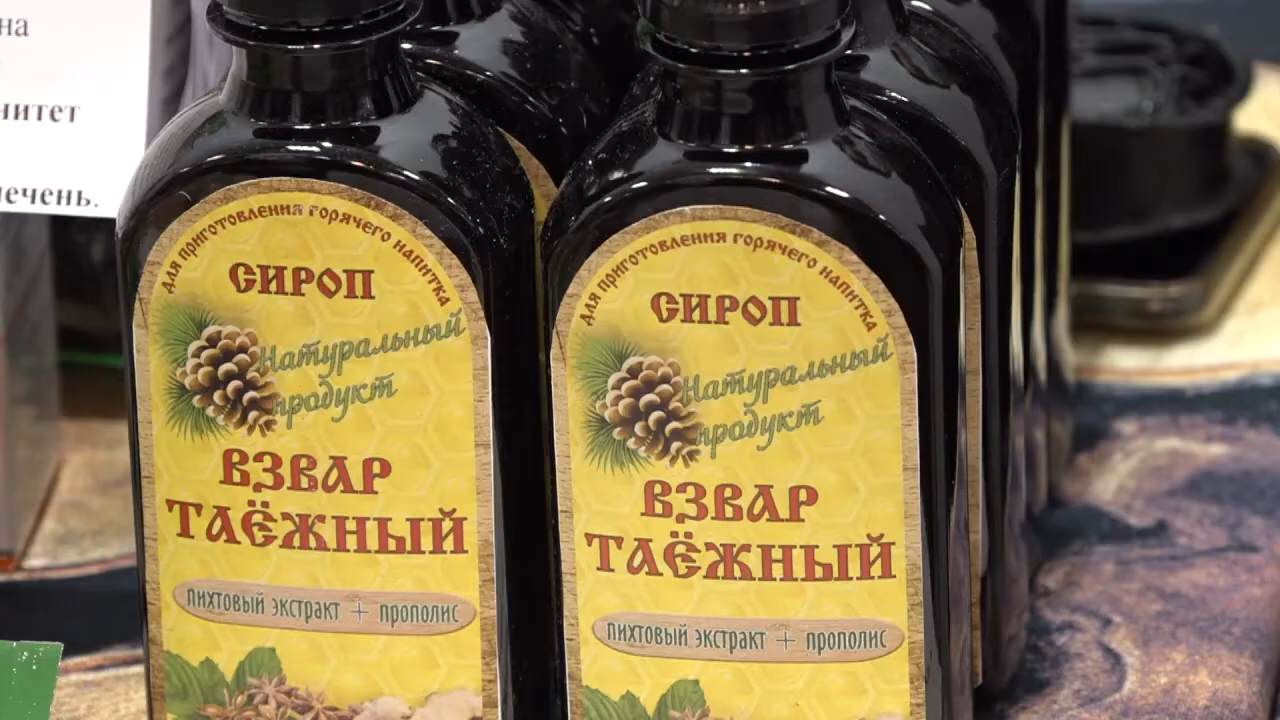 на
печень.
для приготовления горячего напитка
СИРОП
Натуральный
продукт
ВЗВАР
ТАЁЖНЫЙ
пихтовый экстракт + прополис
для приготовления горячего напитка
СИРОП
Натуральный
продукт
ВЗВАР
ТАЁЖНЫЙ
пихтовый экстракт + прополис